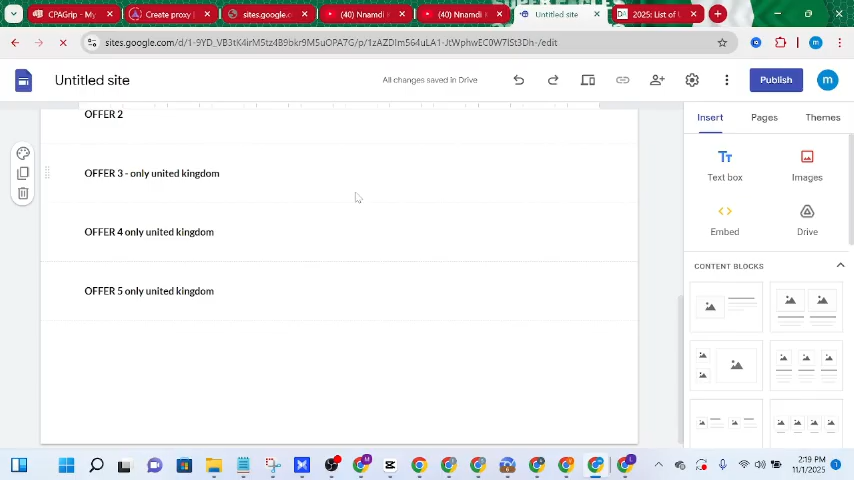 CPAGrip - My
Create proxy |
sites.google.co
(40) Nnamdi K
(40) Nnamdi K
Untitled site
2025: List of U
sites.google.com/d/1-9YD_VB3tK4irM5tz4B9bkr9M5uOPA7G/p/1zAZDIm564uLA1-JtWphwEC0W7ISt3Dh-/edit
m
Untitled site
All changes saved in Drive
Publish
m
Insert
Pages
Themes
OFFER 2
OFFER 3 - only united kingdom
OFFER 4 only united kingdom
OFFER 5 only united kingdom
Text box
Images
Embed
Drive
CONTENT BLOCKS
2:19 PM
11/1/2025